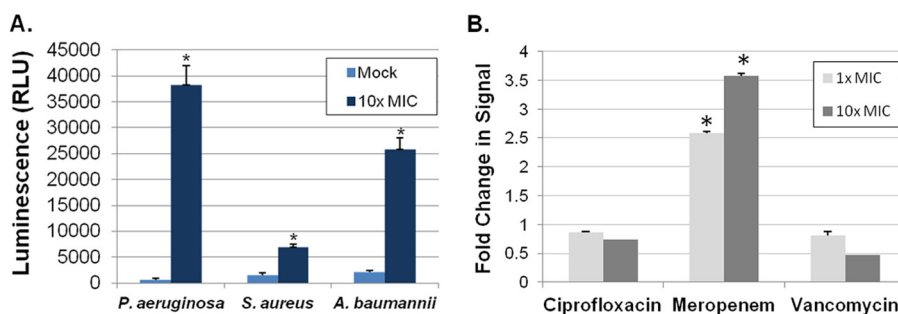 A.
Luminescence (RLU)
45000
40000
35000
30000
25000
20000
15000
10000
5000
0
*
*
*
Mock
10x MIC
P. aeruginosa S. aureus A. baumannii
B.
Fold Change in Signal
4
3.5
3
2.5
2
1.5
1
0.5
0
*
*
1x MIC
10x MIC
Ciprofloxacin Meropenem Vancomycin